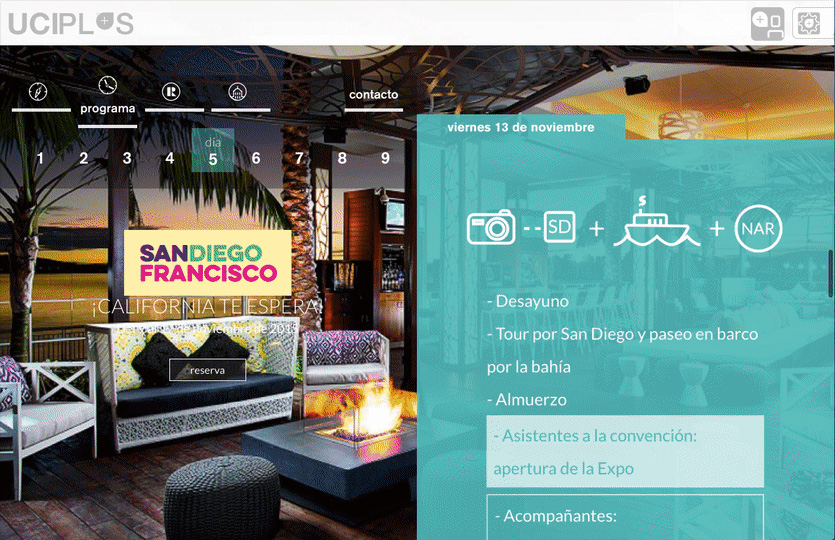 UCIPLUS
programa
contacto
día
1 2 3 4 5 6 7 8 9
SANDIEGO
FRANCISCO
¡CALIFORNIA TE ESPERA!
noviembre de
reserva
viernes 13 de noviembre
$
SD + + NAR
- Desayuno
- Tour por San Diego y paseo en barco
por la bahía
- Almuerzo
- Asistentes a la convención:
apertura de la Expo
- Acompañantes: